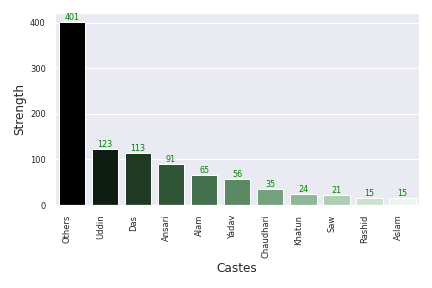 401
400
300
200
100
0
Strength
123
113
91
65
56
35
24
21
15
15
Others
Uddin
Das
Ansari
Alam
Yadav
Chaudhari
Khatun
Saw
Rashid
Aslam
Castes